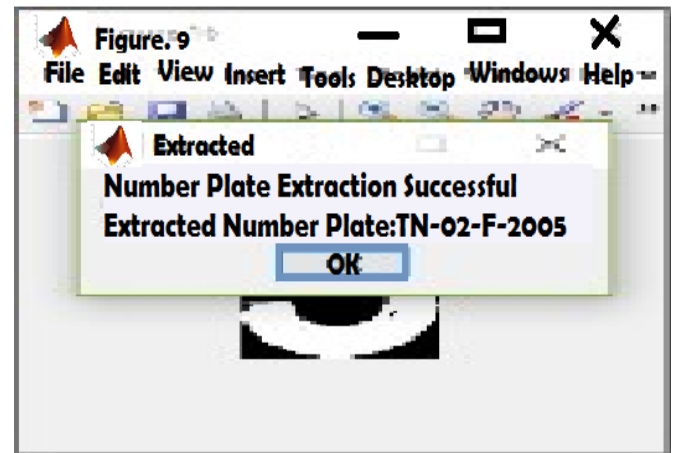 Figure. 9
File Edit View Insert Tools Desktop Windows Help
Extracted
Number Plate Extraction Successful
Extracted Number Plate:TN-02-F-2005
OK